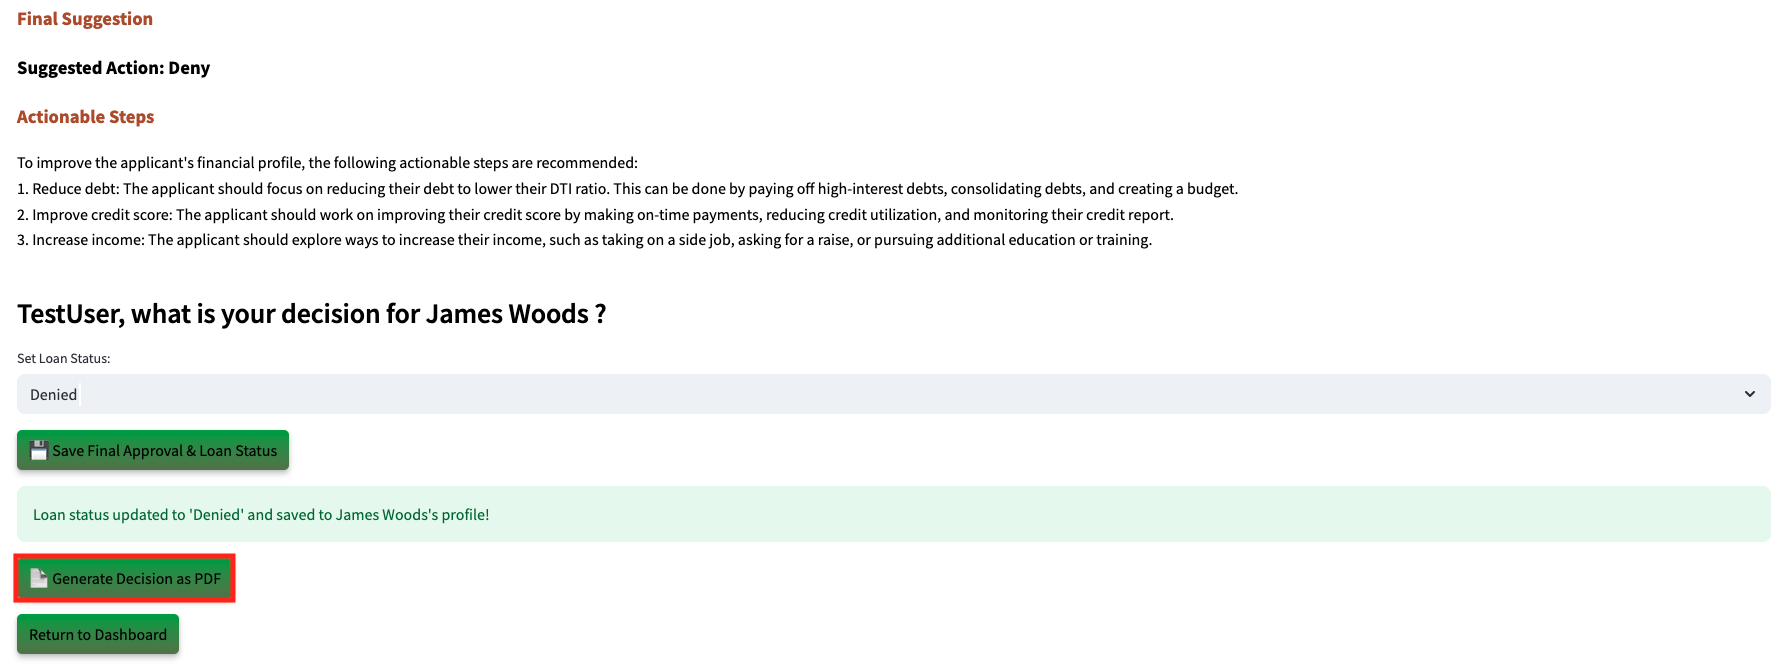 Final Suggestion
Suggested Action: Deny
Actionable Steps
To improve the applicant's financial profile, the following actionable steps are recommended:
1. Reduce debt: The applicant should focus on reducing their debt to lower their DTI ratio. This can be done by paying off high-interest debts, consolidating debts, and creating a budget.
2. Improve credit score: The applicant should work on improving their credit score by making on-time payments, reducing credit utilization, and monitoring their credit report.
3. Increase income: The applicant should explore ways to increase their income, such as taking on a side job, asking for a raise, or pursuing additional education or training.
TestUser, what is your decision for James Woods ?
Set Loan Status:
Denied
Save Final Approval & Loan Status
Loan status updated to 'Denied' and saved to James Woods's profile!
Generate Decision as PDF
Return to Dashboard